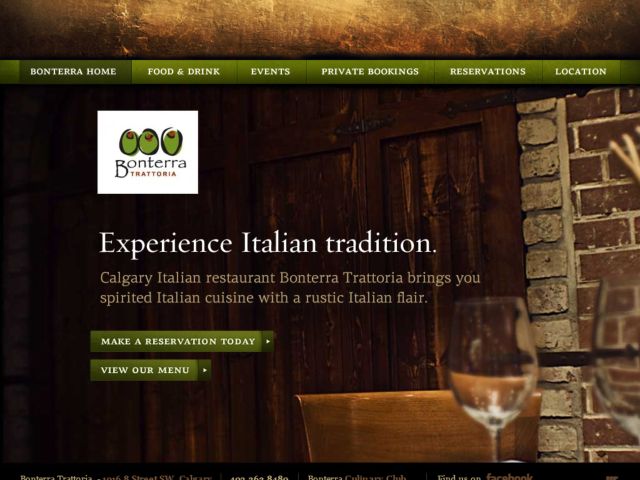 BONTERRA HOME
FOOD & DRINK
EVENTS
PRIVATE BOOKINGS
RESERVATIONS
LOCATION
Bonterra
TRATTORIA
Experience Italian tradition.
Calgary Italian restaurant Bonterra Trattoria brings you
spirited Italian cuisine with a rustic Italian flair.
MAKE A RESERVATION TODAY
VIEW OUR MENU
Bonterra Trattoria - 1016 8 Street SW, Calgary
403.262.8480
Bonterra Culinary Club
Find us on facebook